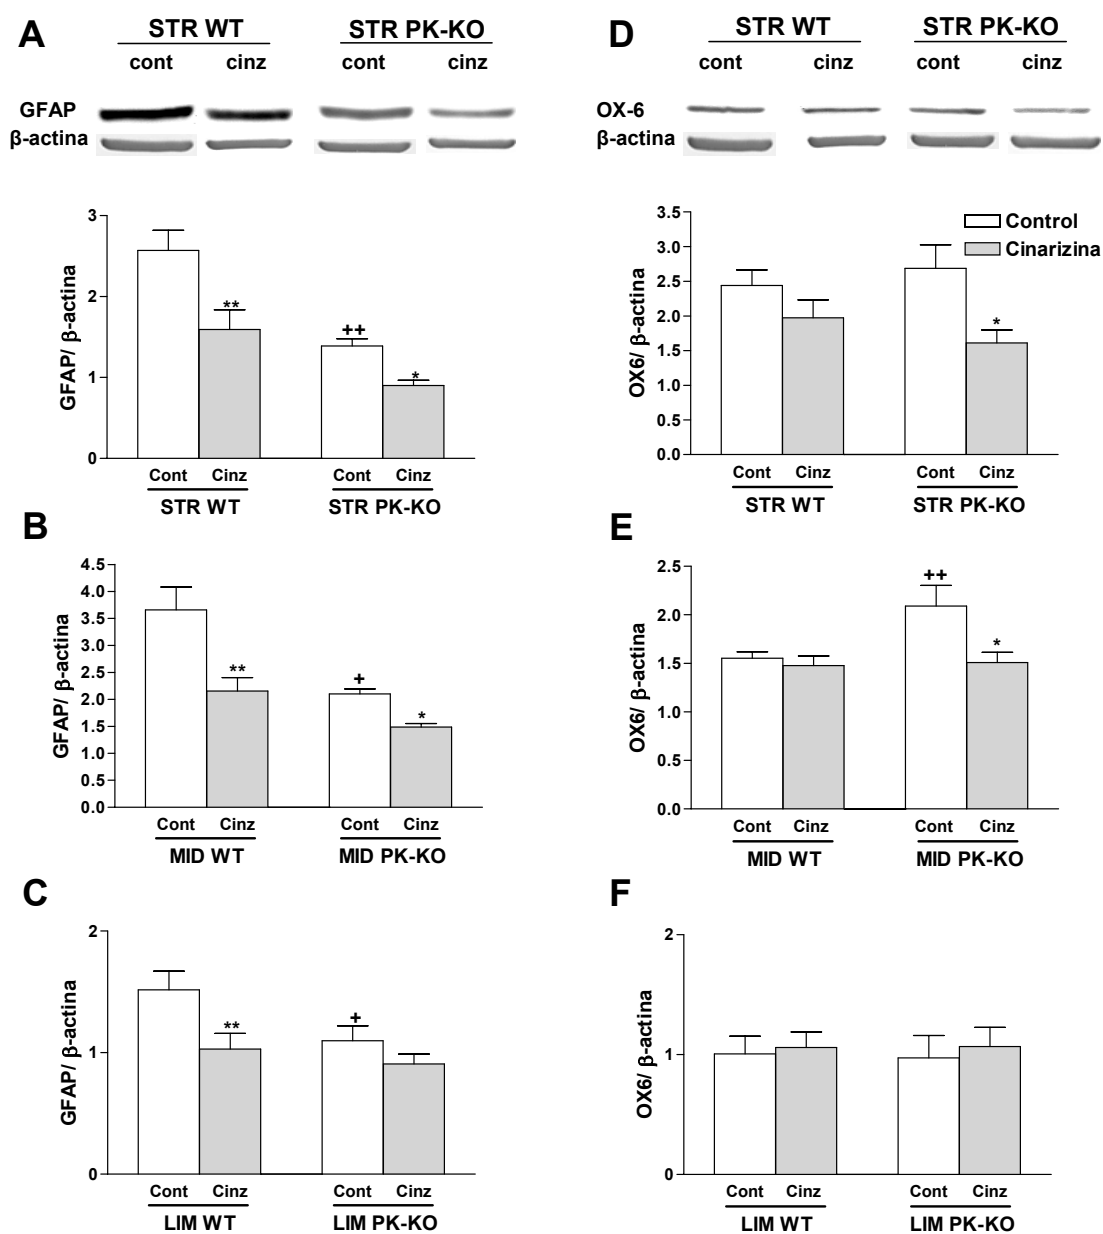 A
STR WT
STR PK-KO
cont
cinz
cont
cinz
GFAP
β-actina
GFAP/ β-actina
3
2
1
0
**
++
*
Cont
Cinz
Cont
Cinz
STR WT
STR PK-KO
D
STR WT
STR PK-KO
cont
cinz
cont
cinz
OX-6
β-actina
Control
Cinarizina
OX6/ β-actina
3.5
3.0
2.5
2.0
1.5
1.0
0.5
0.0
*
Cont
Cinz
Cont
Cinz
STR WT
STR PK-KO
B
GFAP/ β-actina
4.5
4.0
3.5
3.0
2.5
2.0
1.5
1.0
0.5
0.0
**
+
*
Cont
Cinz
Cont
Cinz
MID WT
MID PK-KO
E
OX6/ β-actina
2.5
2.0
1.5
1.0
0.5
0.0
++
*
Cont
Cinz
Cont
Cinz
MID WT
MID PK-KO
C
GFAP/ β-actina
2
1
0
**
+
Cont
Cinz
Cont
Cinz
LIM WT
LIM PK-KO
F
OX6/ β-actina
2
1
0
Cont
Cinz
Cont
Cinz
LIM WT
LIM PK-KO